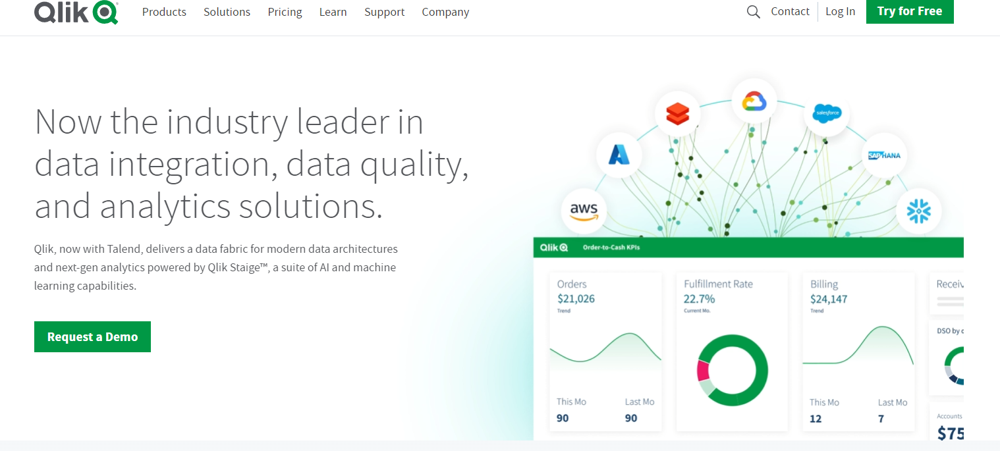 Qlik
Products Solutions Pricing Learn Support Company
Contact Log In Try for Free
Now the industry leader in
data integration, data quality,
and analytics solutions.
Qlik, now with Talend, delivers a data fabric for modern data architectures
and next-gen analytics powered by Qlik Staige™, a suite of AI and machine
learning capabilities.
Request a Demo
salesforce
SAP HANA
aws
Qlik Order-to-Cash KPIs
Orders
$21,026
Trend
This Mo Last Mo
90 90
Fulfillment Rate
22.7%
Current Mo.
Billing
$24,147
Trend
This Mo Last Mo
12 7
DSO by
Accounts
$75